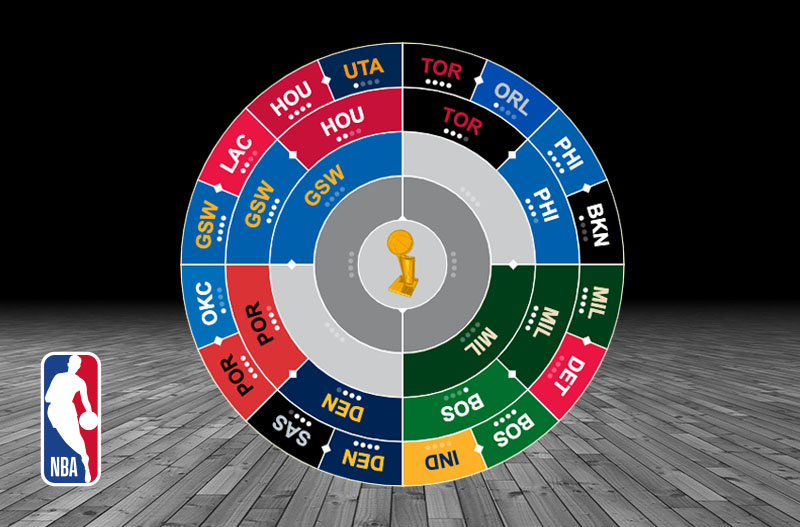 UTA
TOR
ORL
PHI
BKN
MIL
DET
BOS
IND
DEN
SAS
POR
OKC
GSW
LAC
HOU
HOU
TOR
PHI
MIL
BOS
DEN
POR
GSW
GSW
MIL
NBA